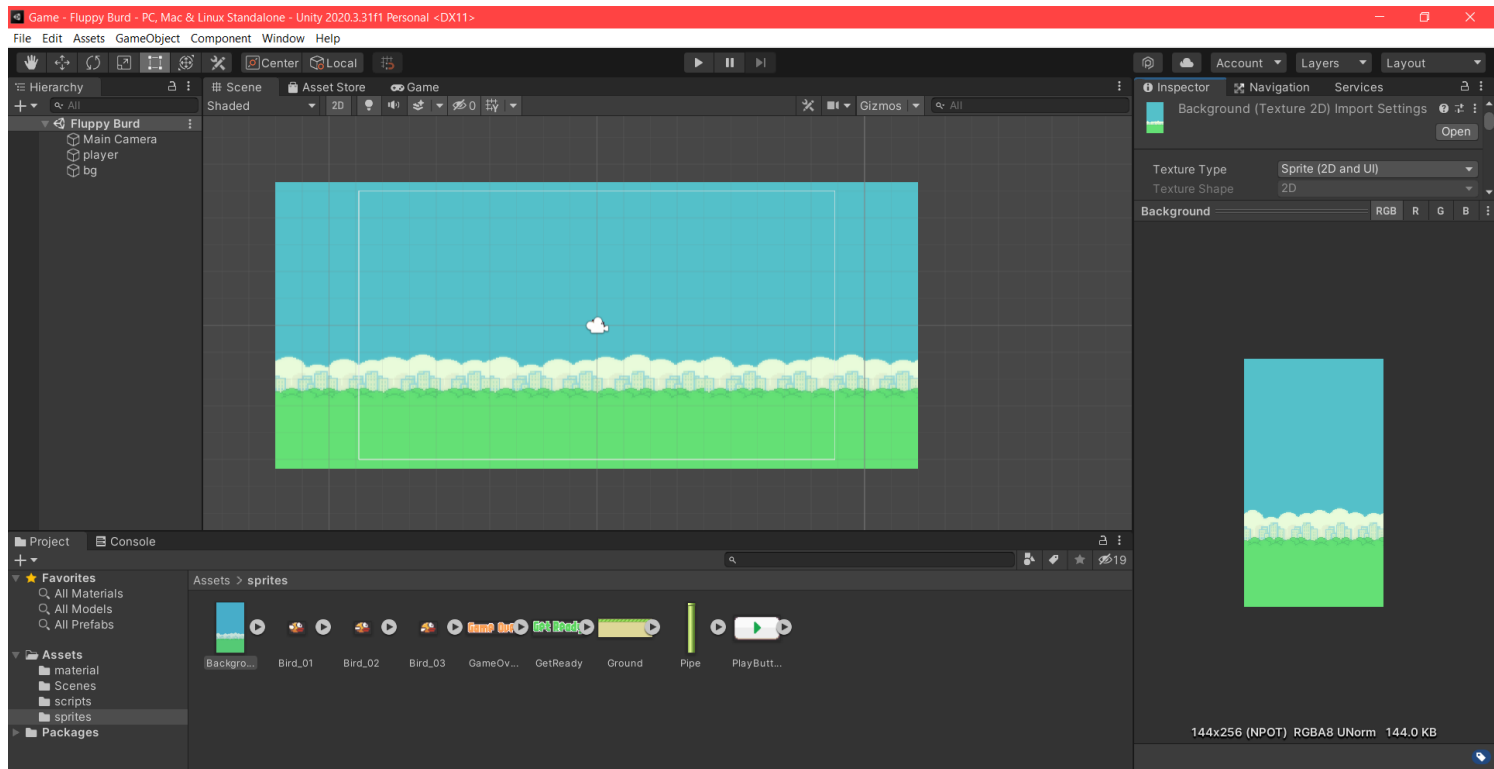 Game - Fluppy Burd - PC, Mac & Linux Standalone - Unity 2020.3.31f1 Personal <DX11>
File Edit Assets GameObject Component Window Help
Center Local
Account Layers Layout
Hierarchy
All
Fluppy Burd
Main Camera
player
bg
Scene Asset Store Game
Shaded 2D 0 Gizmos All
Inspector Navigation Services
Background (Texture 2D) Import Settings
Open
Texture Type Sprite (2D and UI)
Texture Shape 2D
Background RGB R G B
144x256 (NPOT) RGBA8 UNorm 144.0 KB
Project Console
19
Favorites
All Materials
All Models
All Prefabs
Assets
material
Scenes
scripts
sprites
Packages
Assets > sprites
Get Ready
Backgro... Bird_01 Bird_02 Bird_03 GameOv... GetReady Ground Pipe PlayButt...